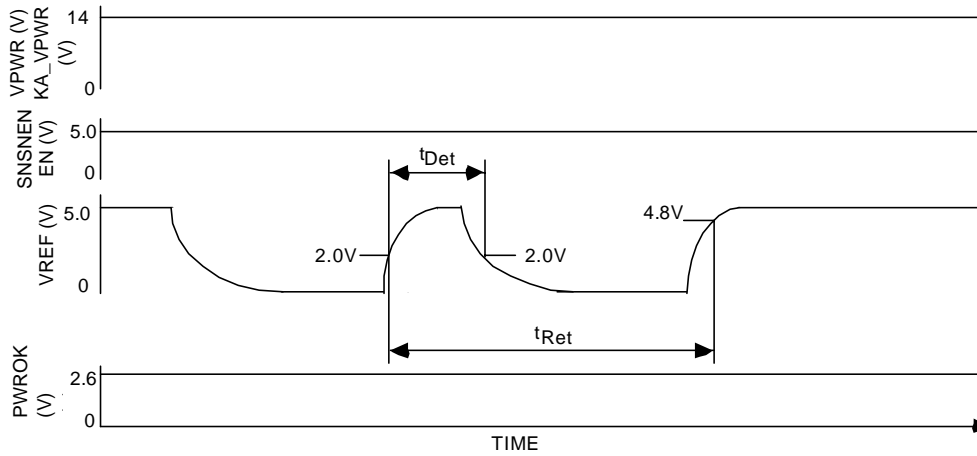 VPWR (V)
KA_VPWR
(V)
14
0
SNSNEN
EN (V)
5.0
0
tDet
VREF (V)
5.0
0
2.0V
2.0V
4.8V
tRet
PWROK
(V)
2.6
0
TIME